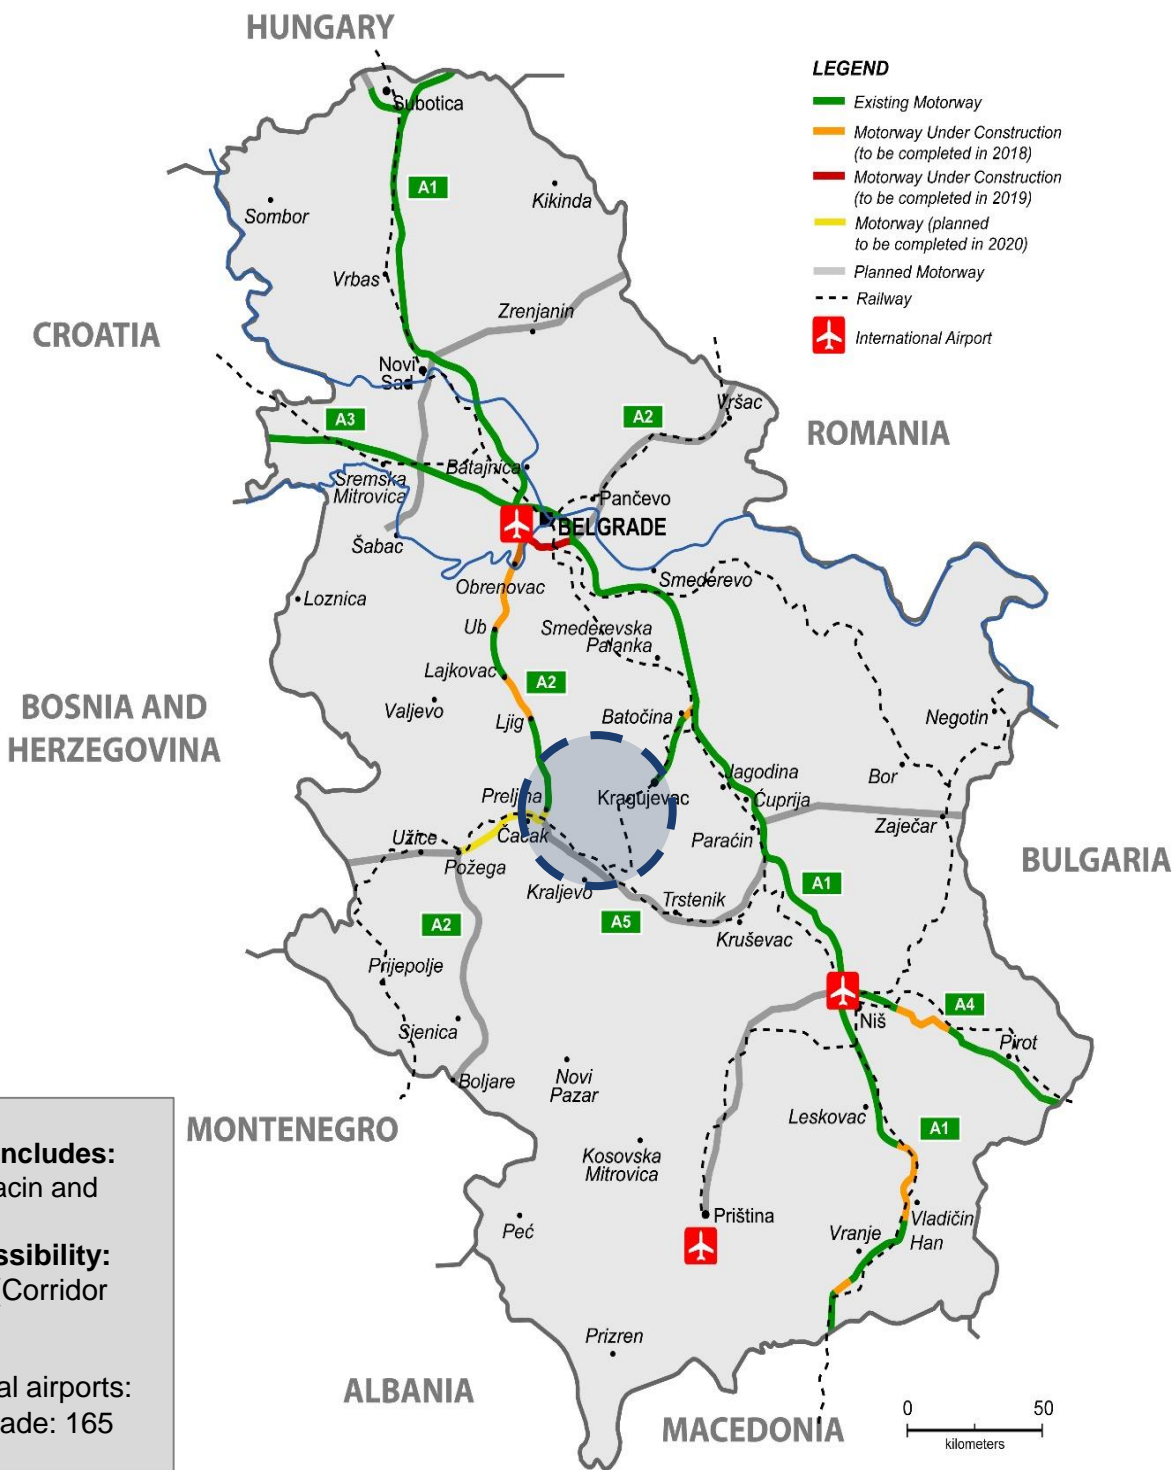 HUNGARY
LEGEND
Existing Motorway
Motorway Under Construction
(to be completed in 2018)
Motorway Under Construction
(to be completed in 2019)
Motorway (planned
to be completed in 2020)
Planned Motorway
Railway
International Airport
Subotica
A1
Kikinda
Sombor
Vrbas
Zrenjanin
CROATIA
Novi
Sad
Vršac
A3
A2
ROMANIA
Batajnica
Sremska
Mitrovica
Pančevo
BELGRADE
Šabac
Obrenovac
Smederevo
Loznica
Ub
Smederevska
Palanka
Lajkovac
A2
BOSNIA AND
HERZEGOVINA
Valjevo
Ljig
Batočina
Negotin
Jagodina
Bor
Preljina
Kragujevac
Ćuprija
Čačak
Zaječar
Užice
Paraćin
Požega
BULGARIA
Kraljevo
A1
Trstenik
A2
A5
Kruševac
Prijepolje
A4
Niš
Sjenica
Pirot
Boljare
Novi
Pazar
Leskovac
MONTENEGRO
A1
Kosovska
Mitrovica
ncludes:
acin and
Peć
Priština
Vladičin
Han
Vranje
ssibility:
(Corridor
Prizren
al airports:
ade: 165
ALBANIA
MACEDONIA
0 50
kilometers